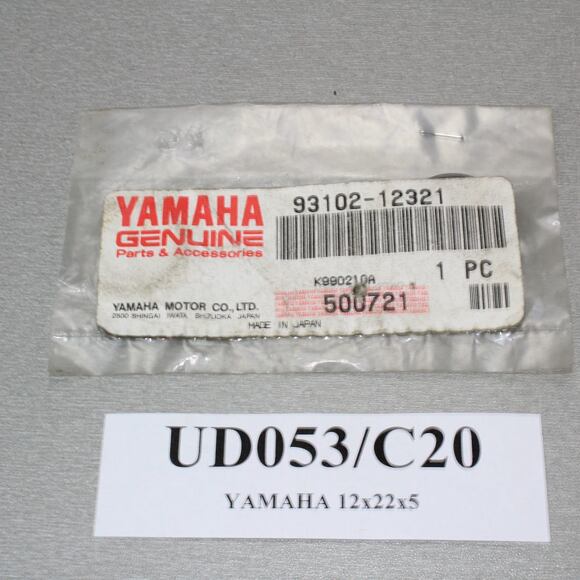 YAMAHA
GENUINE
Parts & Accessories
93102-12321
1 PC
K990210A
500721
YAMAHA MOTOR CO., LTD.
2500 SHINGAI IWATA SHIZUOKA JAPAN
MADE IN JAPAN
UD053/C20
YAMAHA 12x22x5